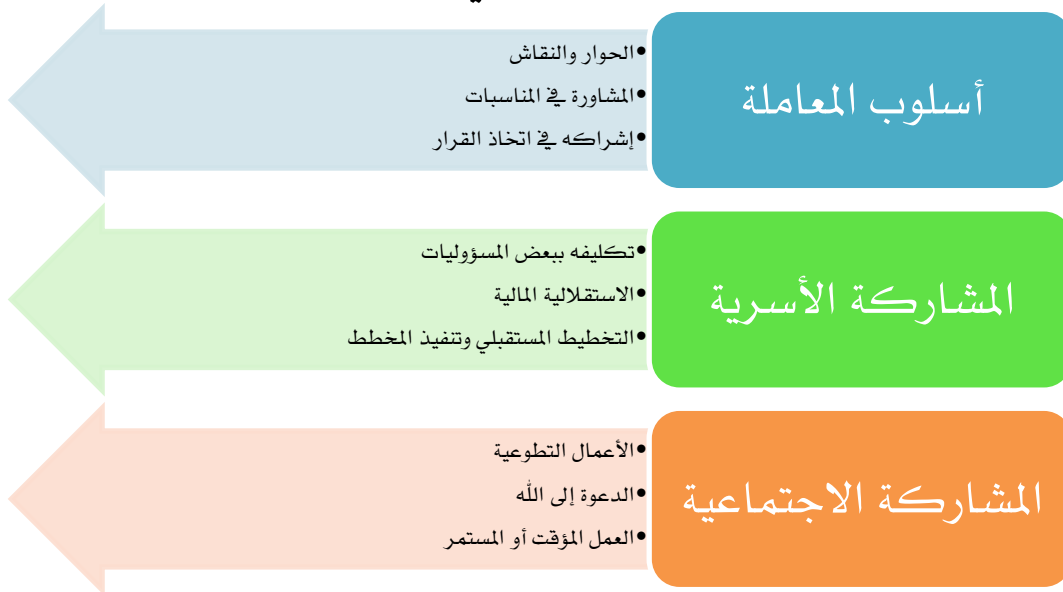 أسلوب المعاملة
•الحوار والنقاش
•المشاورة في المناسبات
•إشراكه في اتخاذ القرار
المشاركة الأسرية
•تكليفه ببعض المسؤوليات
•الاستقلالية المالية
•التخطيط المستقبلي وتنفيذ المخطط
المشاركة الاجتماعية
•الأعمال التطوعية
•الدعوة إلى الله
•العمل المؤقت أو المستمر